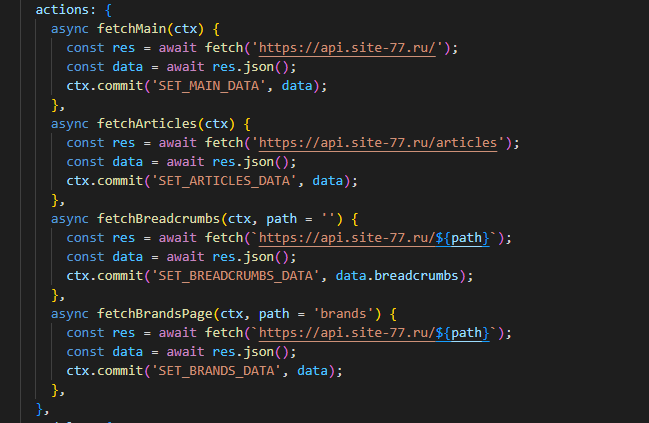 actions: {
async fetchMain(ctx) {
const res = await fetch('https://api.site-77.ru/');
const data = await res.json();
ctx.commit('SET_MAIN_DATA', data);
},
async fetchArticles(ctx) {
const res = await fetch('https://api.site-77.ru/articles');
const data = await res.json();
ctx.commit('SET_ARTICLES_DATA', data);
},
async fetchBreadcrumbs(ctx, path = '') {
const res = await fetch(`https://api.site-77.ru/${path}`);
const data = await res.json();
ctx.commit('SET_BREADCRUMBS_DATA', data.breadcrumbs);
},
async fetchBrandsPage(ctx, path = 'brands') {
const res = await fetch(`https://api.site-77.ru/${path}`);
const data = await res.json();
ctx.commit('SET_BRANDS_DATA', data);
},
},